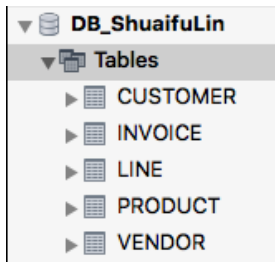 DB_ShuaifuLin
Tables
CUSTOMER
INVOICE
LINE
PRODUCT
VENDOR